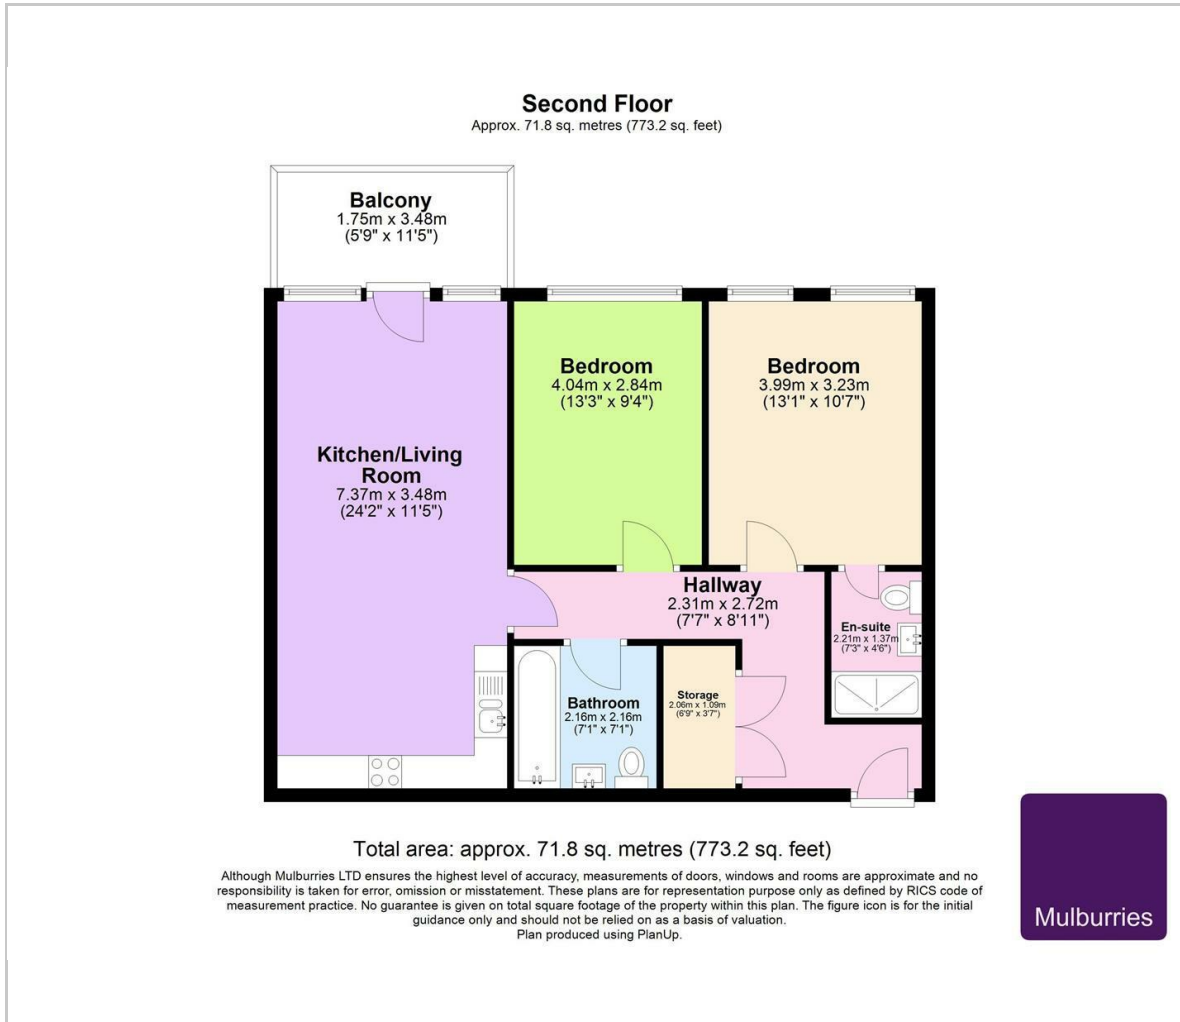 Second Floor
Approx. 71.8 sq. metres (773.2 sq. feet)
Balcony
1.75m x 3.48m
(5'9" x 11'5")
Bedroom
4.04m x 2.84m
(13'3" x 9'4")
Bedroom
3.99m x 3.23m
(13'1" x 10'7")
Kitchen/Living
Room
7.37m x 3.48m
(24'2" x 11'5")
Hallway
2.31m x 2.72m
(7'7" x 8'11")
En-suite
2.21m x 1.37m
(7'3" x 4'6")
Bathroom
2.16m x 2.16m
(7'1" x 7'1")
Storage
2.06m x 1.09m
(6'9" x 3'7")
Total area: approx. 71.8 sq. metres (773.2 sq. feet)
Although Mulburries LTD ensures the highest level of accuracy, measurements of doors, windows and rooms are approximate and no
responsibility is taken for error, omission or misstatement. These plans are for representation purpose only as defined by RICS code of
measurement practice. No guarantee is given on total square footage of the property within this plan. The figure icon is for the initial
guidance only and should not be relied on as a basis of valuation.
Plan produced using PlanUp.
Mulburries